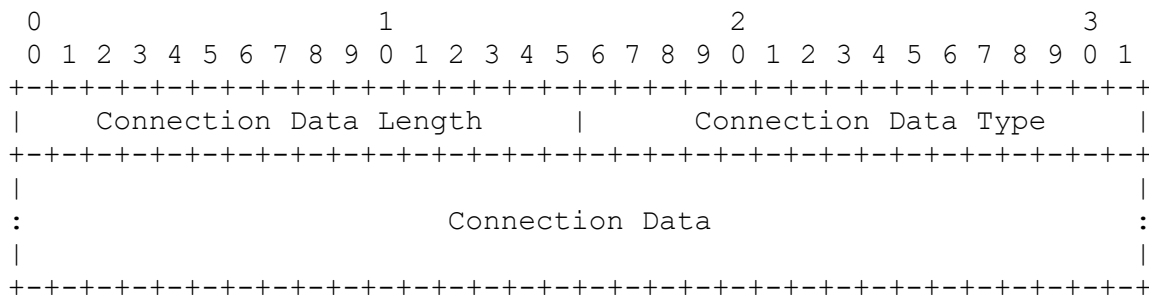 0                   1                   2                   3
 0 1 2 3 4 5 6 7 8 9 0 1 2 3 4 5 6 7 8 9 0 1 2 3 4 5 6 7 8 9 0 1
+-+-+-+-+-+-+-+-+-+-+-+-+-+-+-+-+-+-+-+-+-+-+-+-+-+-+-+-+-+-+-+-+
|    Connection Data Length     |      Connection Data Type     |
+-+-+-+-+-+-+-+-+-+-+-+-+-+-+-+-+-+-+-+-+-+-+-+-+-+-+-+-+-+-+-+-+
|                                                               |
:                        Connection Data                        :
|                                                               |
+-+-+-+-+-+-+-+-+-+-+-+-+-+-+-+-+-+-+-+-+-+-+-+-+-+-+-+-+-+-+-+-+